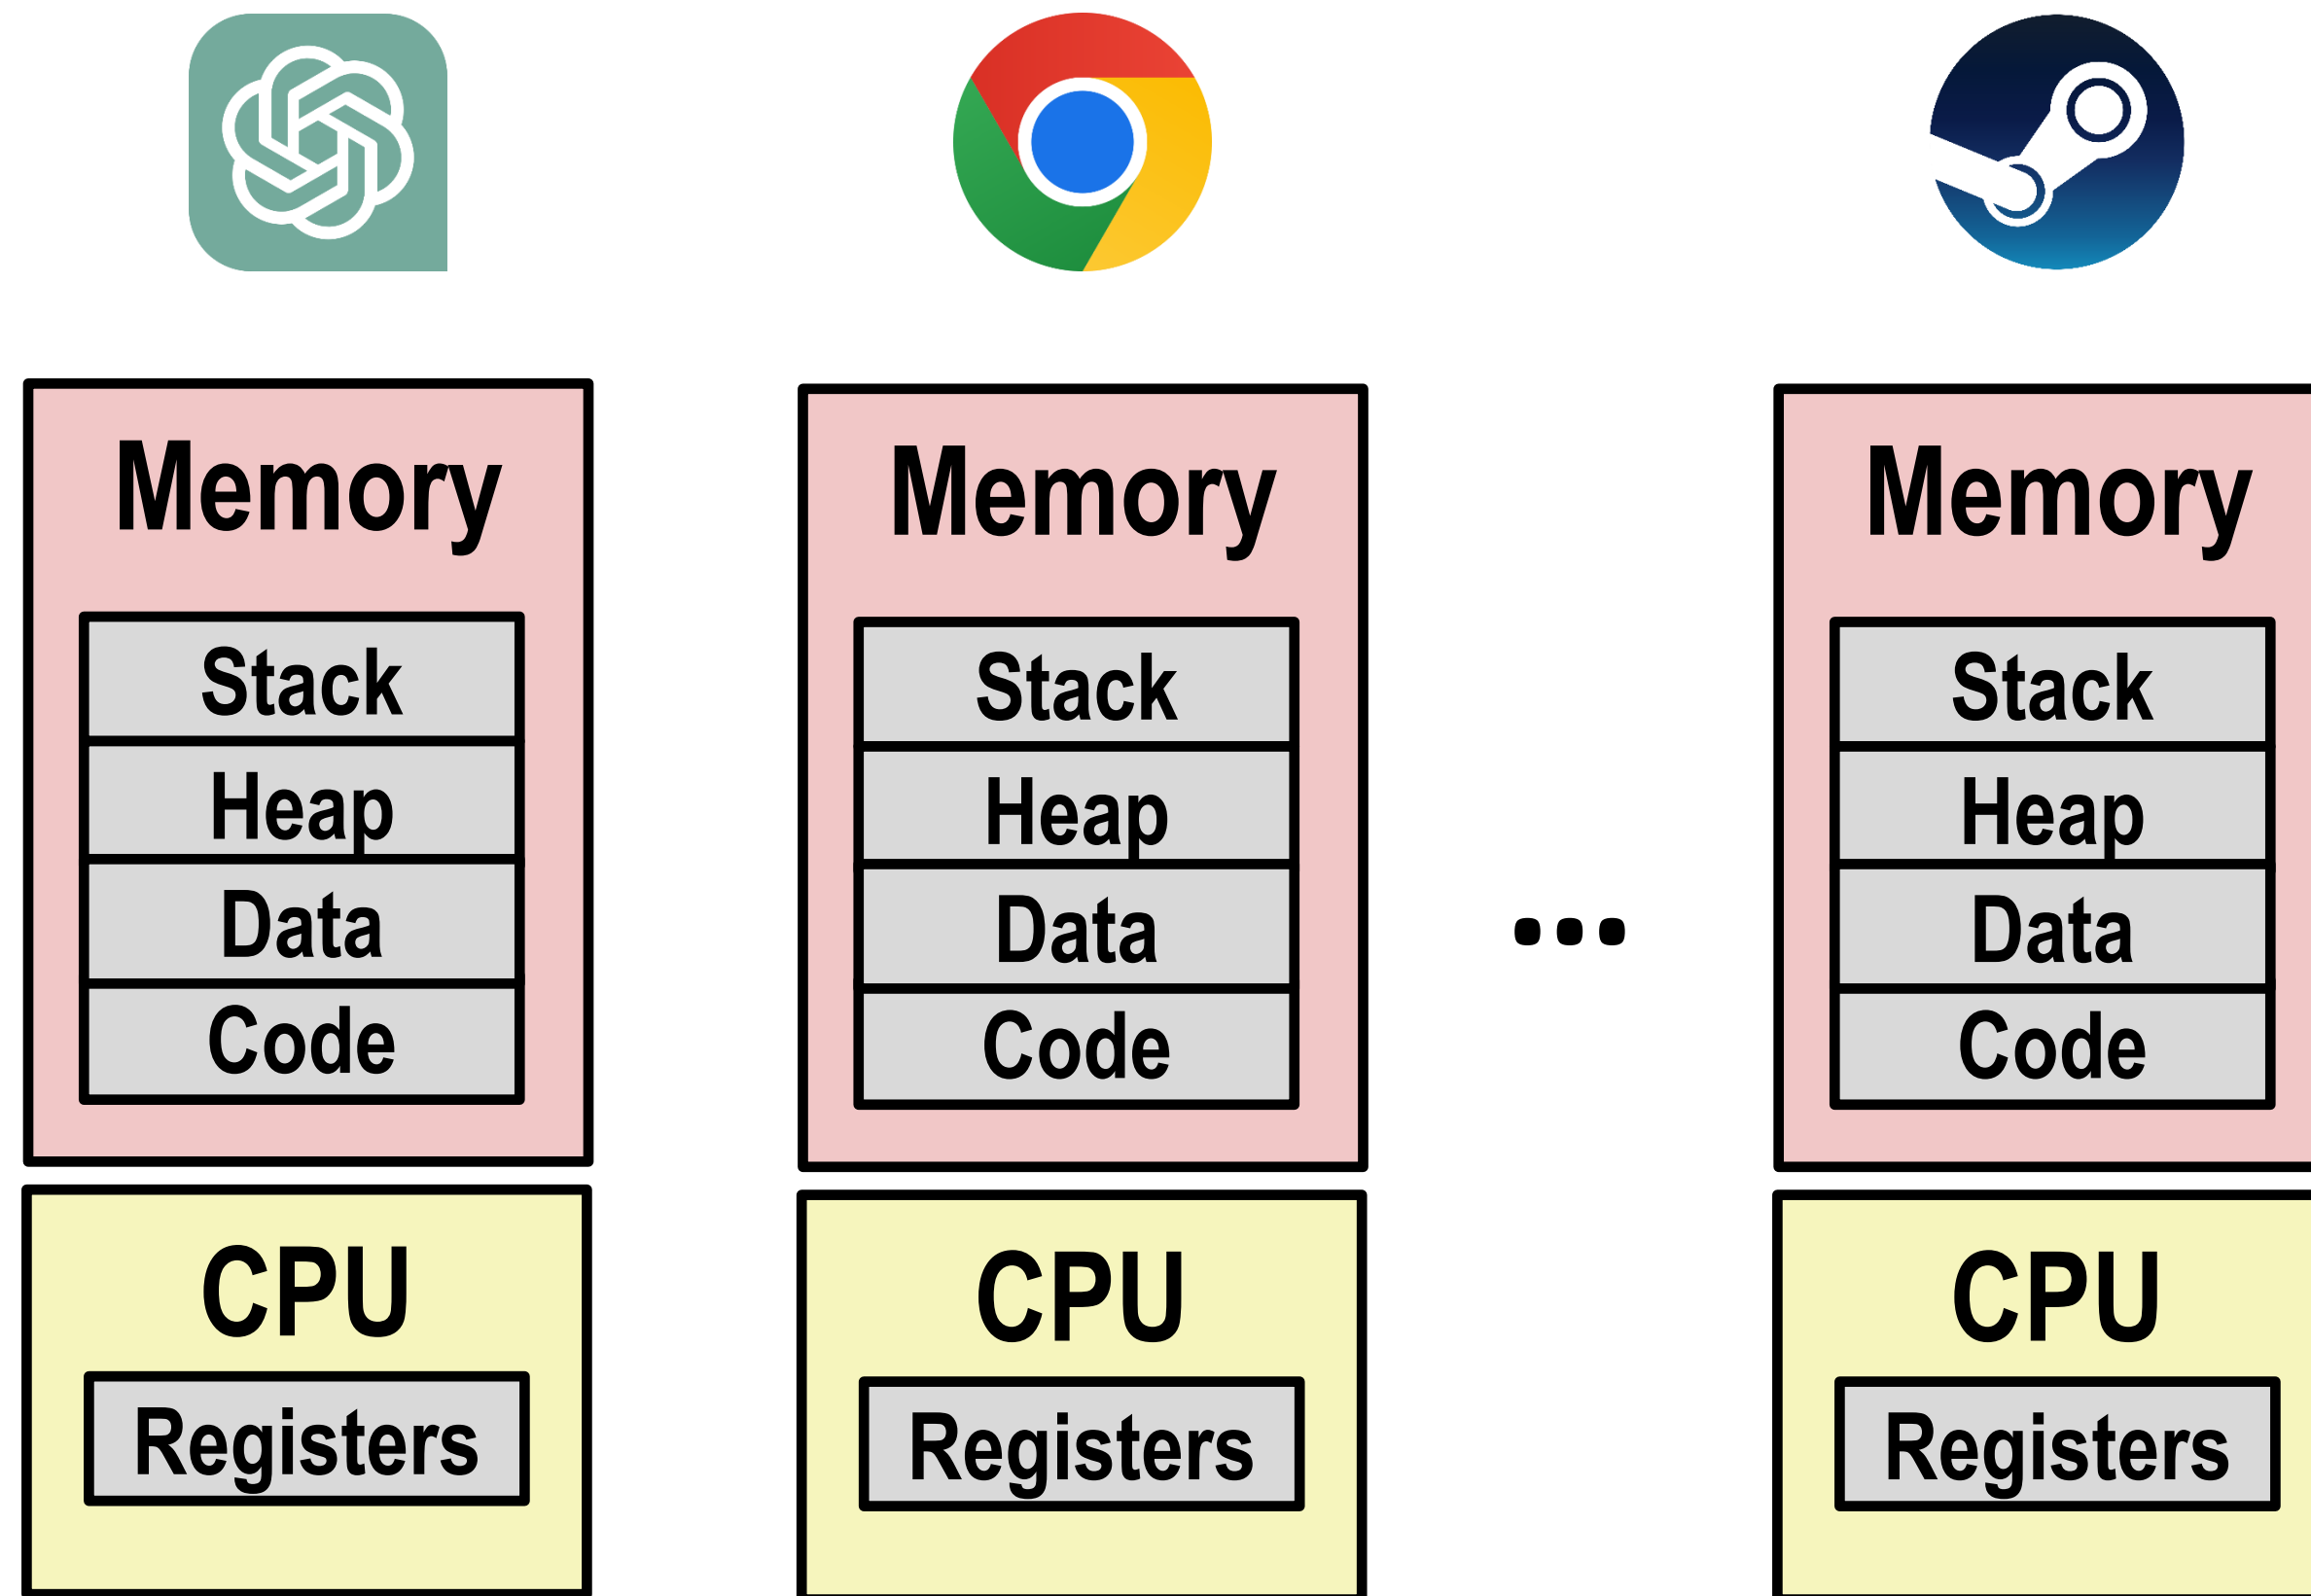 Memory
Stack
Heap
Data
Code
CPU
Registers
Memory
Stack
Heap
Data
Code
CPU
Registers
...
Memory
Stack
Heap
Data
Code
CPU
Registers